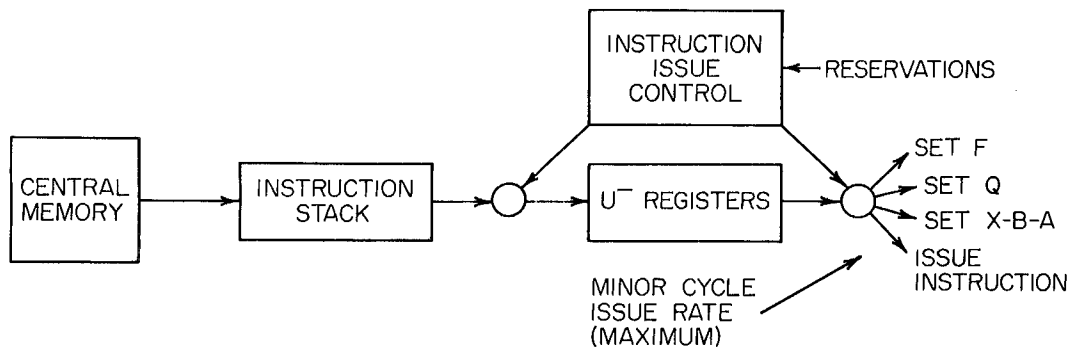 INSTRUCTION
ISSUE
CONTROL
RESERVATIONS
CENTRAL
MEMORY
INSTRUCTION
STACK
U⁻ REGISTERS
SET F
SET Q
SET X-B-A
ISSUE
INSTRUCTION
MINOR CYCLE
ISSUE RATE
(MAXIMUM)